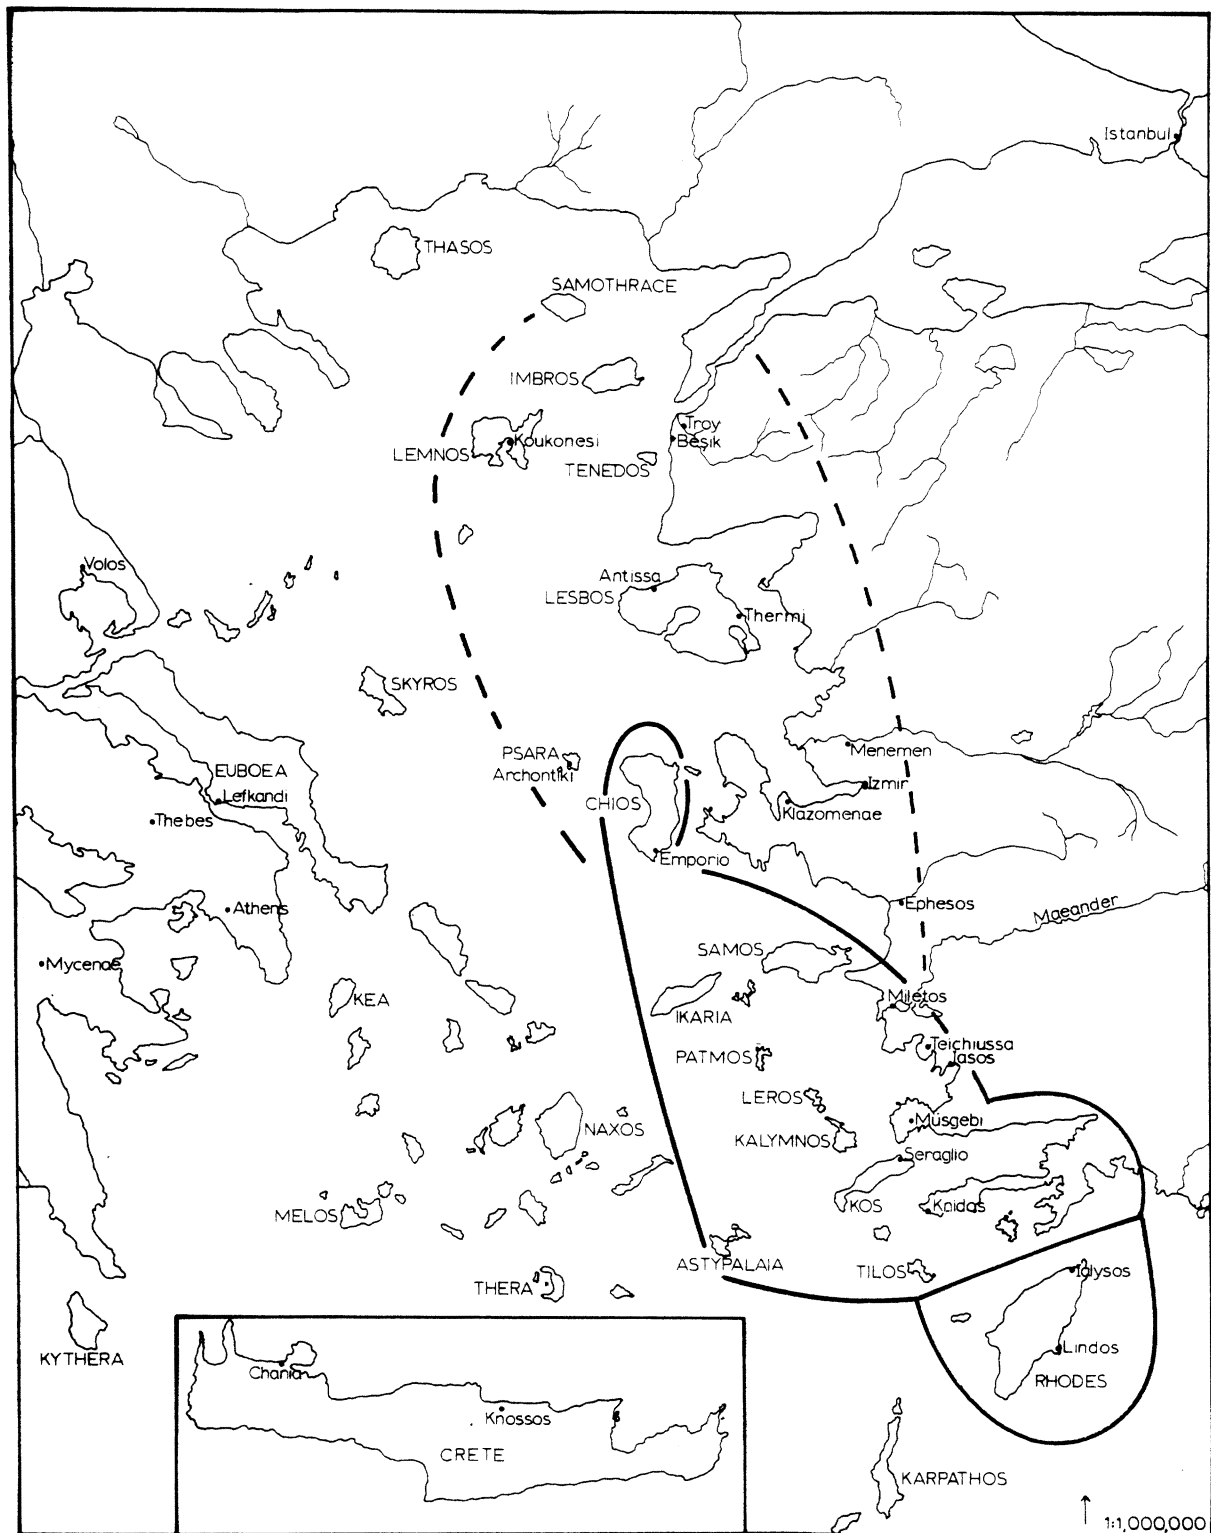 Istanbul
THASOS
SAMOTHRACE
IMBROS
Troy
Beşik
Koukonesi
LEMNOS
TENEDOS
Volos
Antissa
LESBOS
Thermi
SKYROS
PSARA
Archontiki
Menemen
EUBOEA
Lefkandi
Izmir
CHIOS
Klazomenae
Thebes
Emporio
Athens
Ephesos
Maeander
SAMOS
Mycenae
Miletos
KEA
IKARIA
Teichiussa
Iasos
PATMOS
LEROS
Müsgebi
NAXOS
KALYMNOS
Seraglio
KOS
Knidos
MELOS
ASTYPALAIA
TILOS
Ialysos
THERA
Lindos
KYTHERA
RHODES
Chania
Knossos
CRETE
KARPATHOS
1:1,000,000